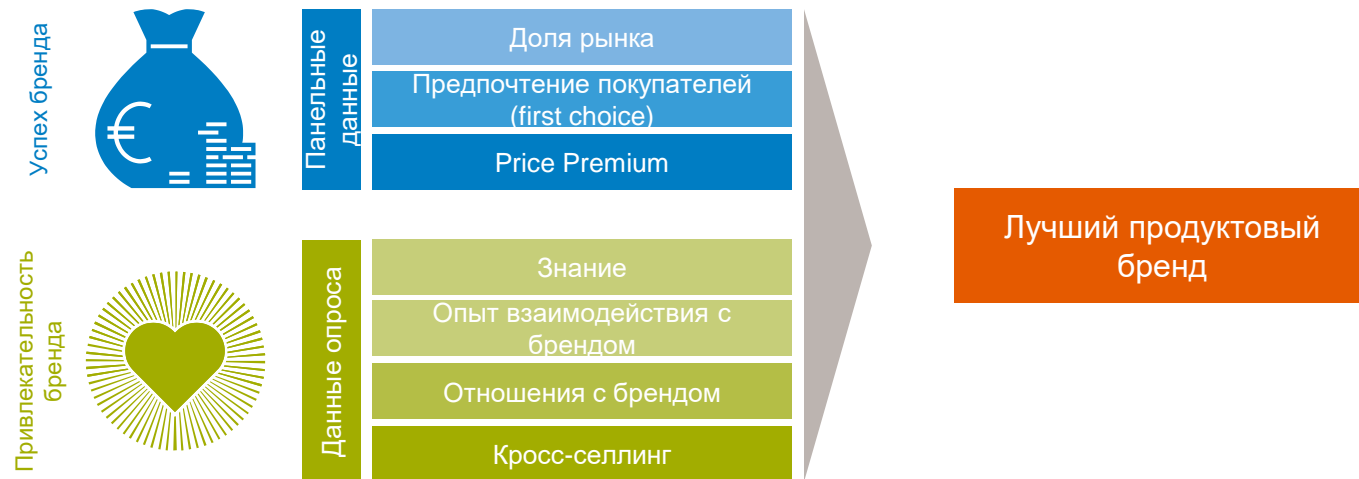 Успех бренда
Панельные
данные
Доля рынка
Предпочтение покупателей
(first choice)
Price Premium
Привлекательность
бренда
Данные опроса
Знание
Опыт взаимодействия с
брендом
Отношения с брендом
Кросс-селлинг
Лучший продуктовый
бренд